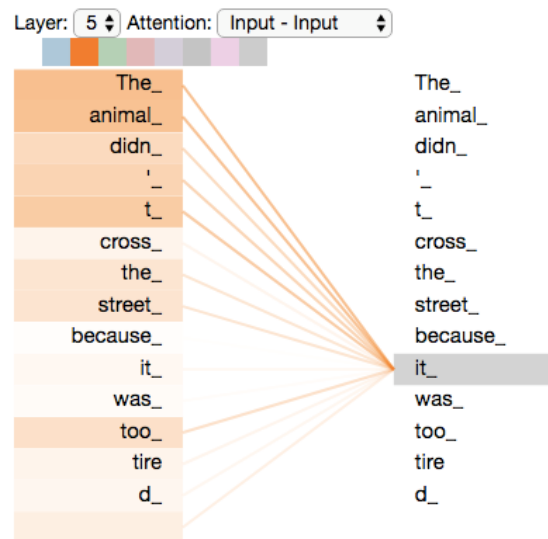 Layer: 5 Attention: Input - Input
The_ The_
animal_ animal_
didn_ didn_
'_ '_
t_ t_
cross_ cross_
the_ the_
street_ street_
because_ because_
it_ it_
was_ was_
too_ too_
tire tire
d_ d_